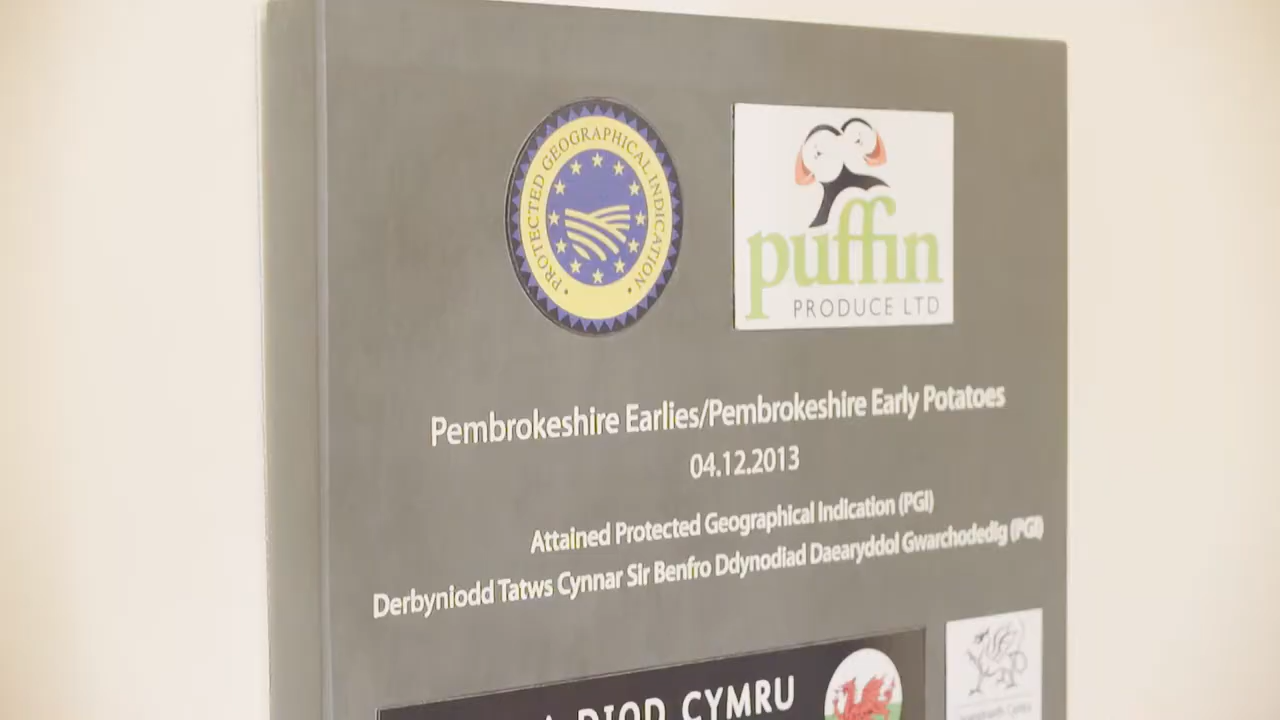 PROTECTED GEOGRAPHICAL INDICATION
puffin
PRODUCE LTD
Pembrokeshire Earlies/Pembrokeshire Early Potatoes
04.12.2013
Attained Protected Geographical Indication (PGI)
Derbyniodd Tatws Cynnar Sir Benfro Ddynodiad Daearyddol Gwarchodedig (PGI)
DIOD CYMRU